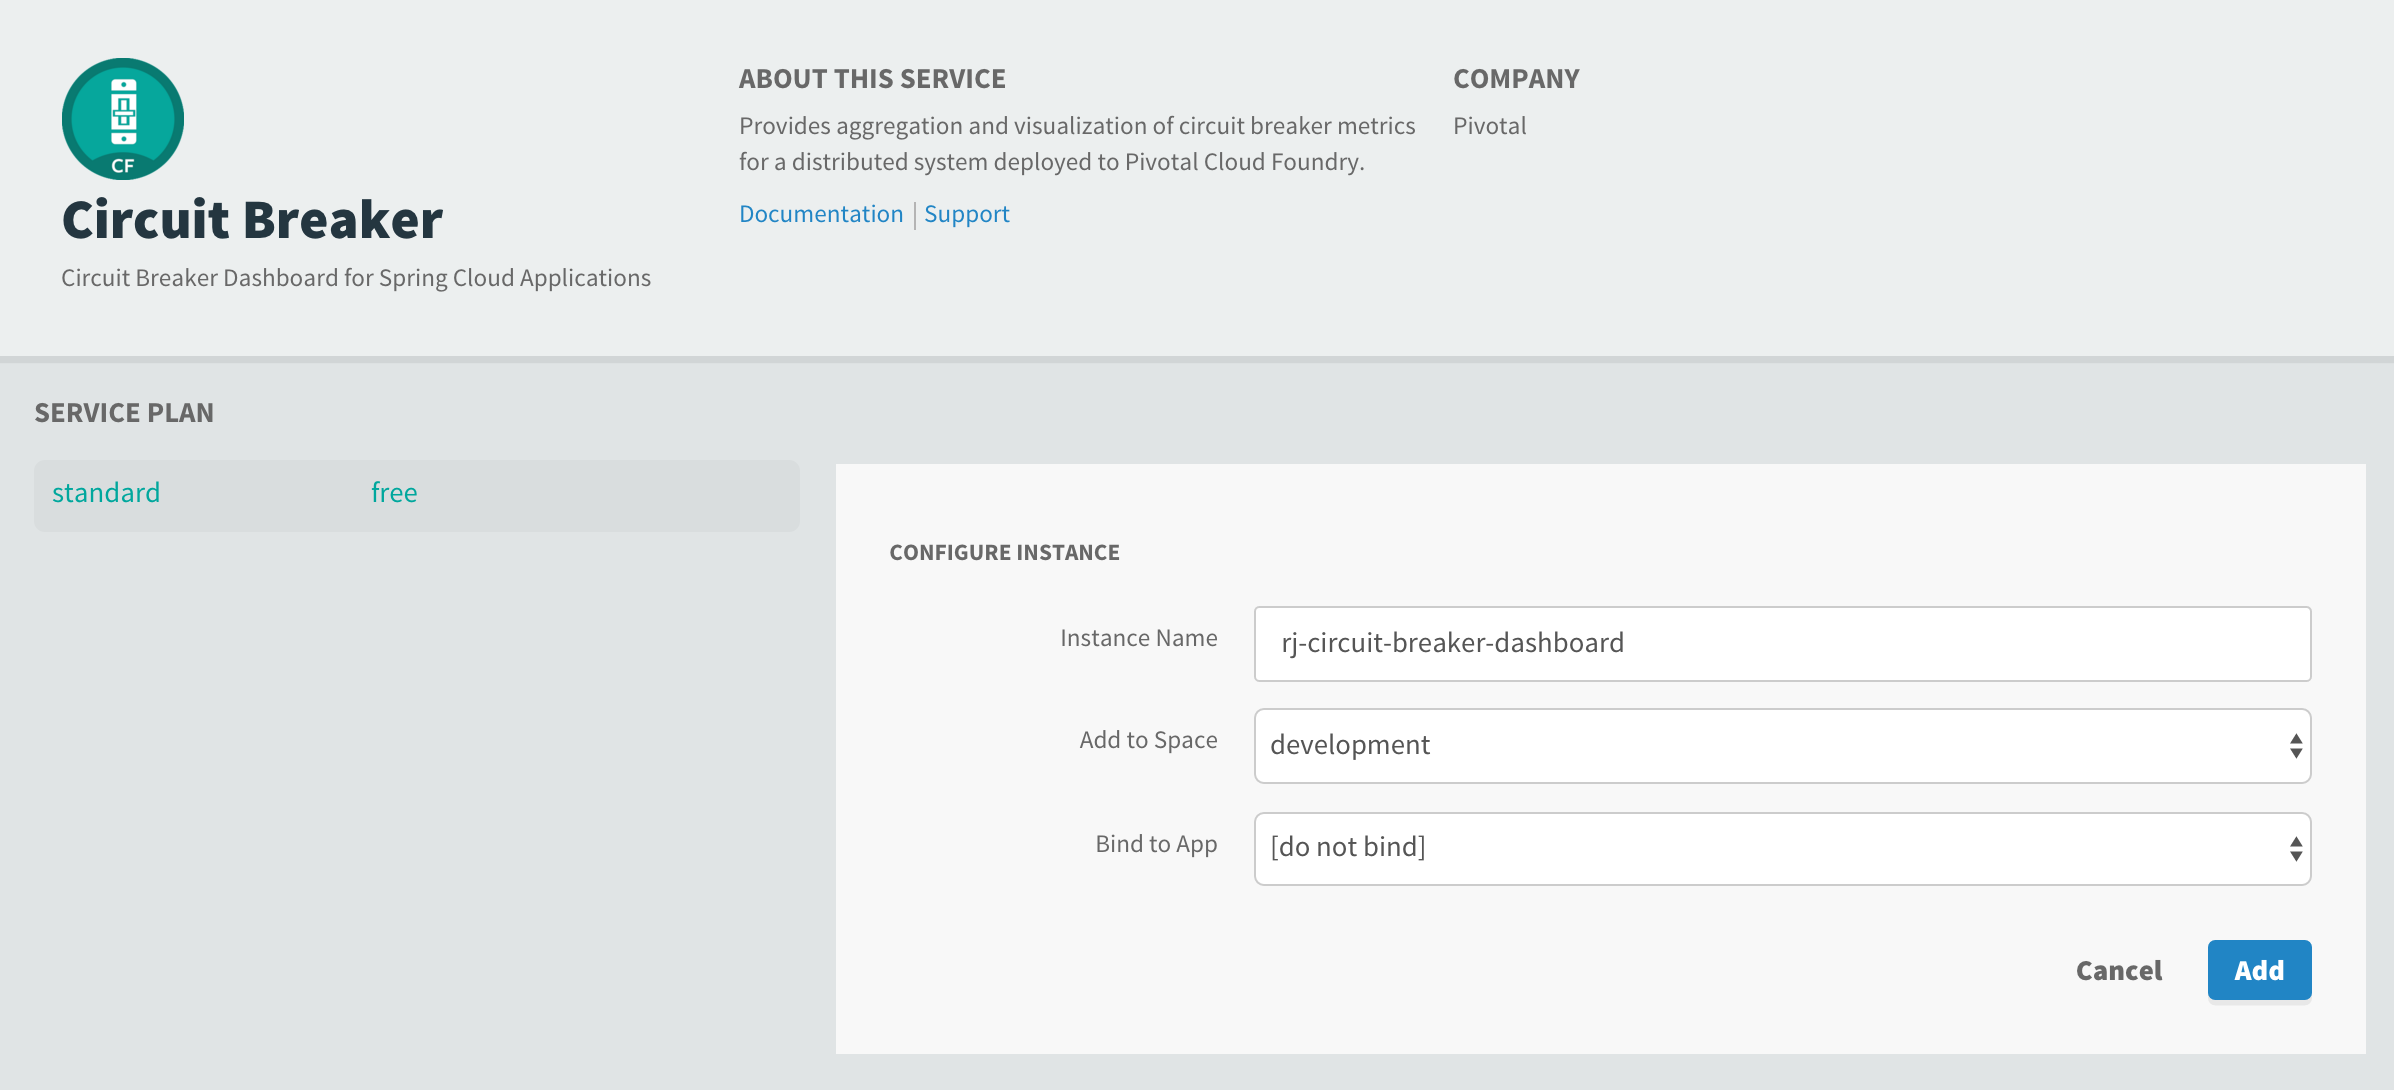 CF
Circuit Breaker
Circuit Breaker Dashboard for Spring Cloud Applications
ABOUT THIS SERVICE
Provides aggregation and visualization of circuit breaker metrics
for a distributed system deployed to Pivotal Cloud Foundry.
Documentation | Support
COMPANY
Pivotal
SERVICE PLAN
standard free
CONFIGURE INSTANCE
Instance Name rj-circuit-breaker-dashboard
Add to Space development
Bind to App [do not bind]
Cancel Add